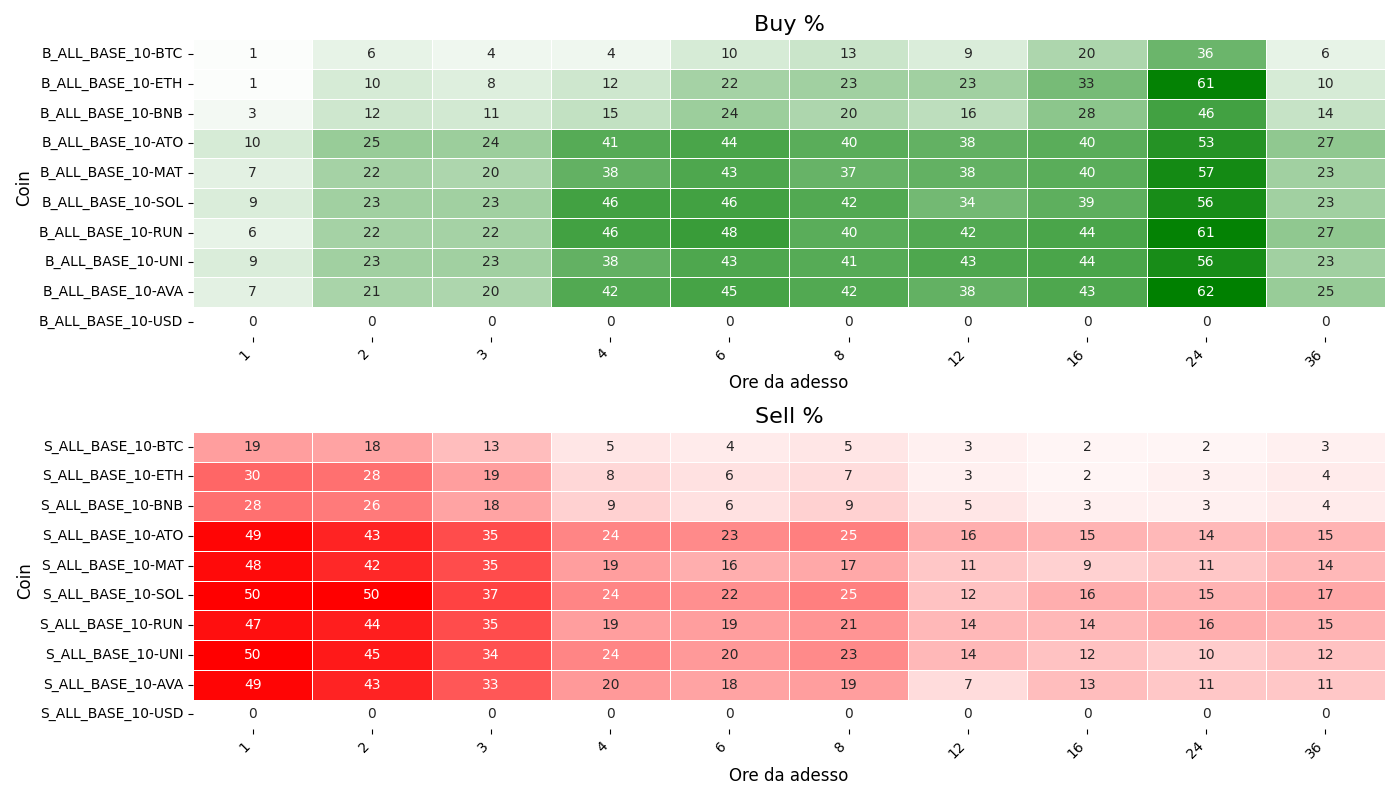 Buy %
Coin
B_ALL_BASE_10-BTC 1 6 4 4 10 13 9 20 36 6
B_ALL_BASE_10-ETH 1 10 8 12 22 23 23 33 61 10
B_ALL_BASE_10-BNB 3 12 11 15 24 20 16 28 46 14
B_ALL_BASE_10-ATO 10 25 24 41 44 40 38 40 53 27
B_ALL_BASE_10-MAT 7 22 20 38 43 37 38 40 57 23
B_ALL_BASE_10-SOL 9 23 23 46 46 42 34 39 56 23
B_ALL_BASE_10-RUN 6 22 22 46 48 40 42 44 61 27
B_ALL_BASE_10-UNI 9 23 23 38 43 41 43 44 56 23
B_ALL_BASE_10-AVA 7 21 20 42 45 42 38 43 62 25
B_ALL_BASE_10-USD 0 0 0 0 0 0 0 0 0 0
1 2 3 4 6 8 12 16 24 36
Ore da adesso
Sell %
Coin
S_ALL_BASE_10-BTC 19 18 13 5 4 5 3 2 2 3
S_ALL_BASE_10-ETH 30 28 19 8 6 7 3 2 3 4
S_ALL_BASE_10-BNB 28 26 18 9 6 9 5 3 3 4
S_ALL_BASE_10-ATO 49 43 35 24 23 25 16 15 14 15
S_ALL_BASE_10-MAT 48 42 35 19 16 17 11 9 11 14
S_ALL_BASE_10-SOL 50 50 37 24 22 25 12 16 15 17
S_ALL_BASE_10-RUN 47 44 35 19 19 21 14 14 16 15
S_ALL_BASE_10-UNI 50 45 34 24 20 23 14 12 10 12
S_ALL_BASE_10-AVA 49 43 33 20 18 19 7 13 11 11
S_ALL_BASE_10-USD 0 0 0 0 0 0 0 0 0 0
1 2 3 4 6 8 12 16 24 36
Ore da adesso